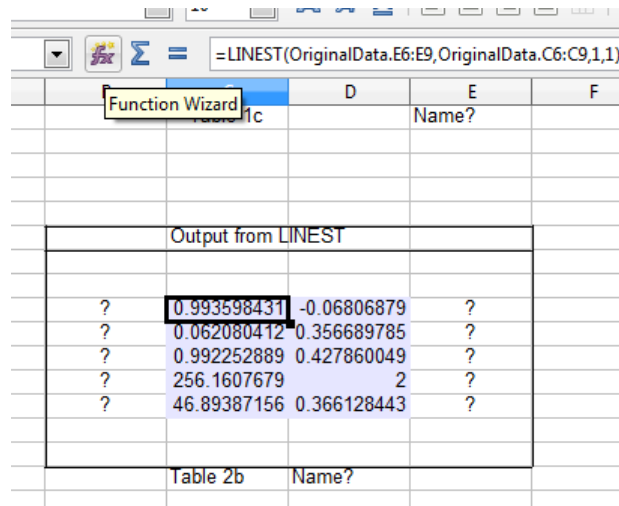 =LINEST(OriginalData.E6:E9,OriginalData.C6:C9,1,1)
D E F
Function Wizard
1c Name?
Output from LINEST
? 0.993598431 -0.06806879 ?
? 0.062080412 0.356689785 ?
? 0.992252889 0.427860049 ?
? 256.1607679 2 ?
? 46.89387156 0.366128443 ?
Table 2b Name?